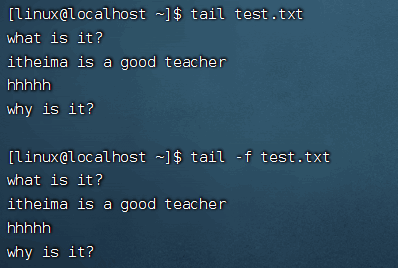 [linux@localhost ~]$ tail test.txt
what is it?
itheima is a good teacher
hhhhh
why is it?
[linux@localhost ~]$ tail -f test.txt
what is it?
itheima is a good teacher
hhhhh
why is it?